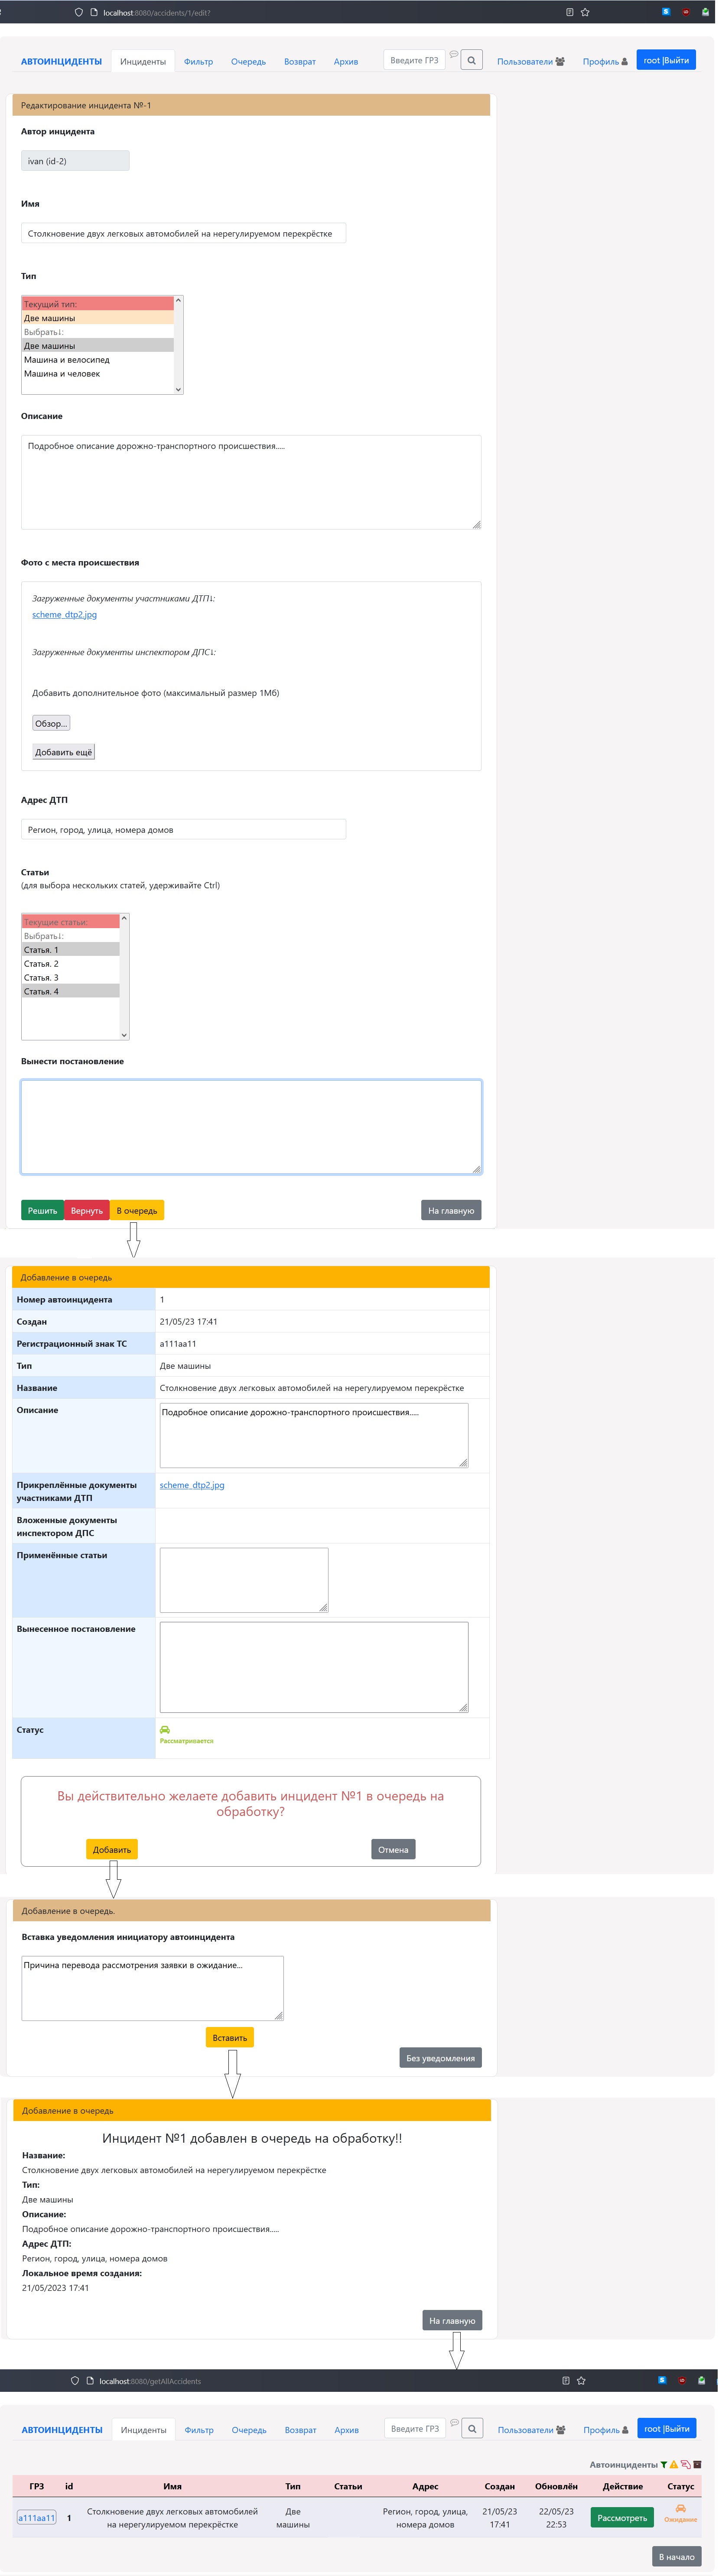 localhost:8080/accidents/1/edit?
АВТОИНЦИДЕНТЫ Инциденты Фильтр Очередь Возврат Архив Введите ГРЗ Пользователи Профиль root |Выйти
Редактирование инцидента №-1
Автор инцидента
ivan (id-2)
Имя
Столкновение двух легковых автомобилей на нерегулируемом перекрёстке
Тип
Текущий тип:
Две машины
Выбрать↓:
Две машины
Машина и велосипед
Машина и человек
Описание
Подробное описание дорожно-транспортного происшествия.....
Фото с места происшествия
Загруженные документы участниками ДТП↓:
scheme_dtp2.jpg
Загруженные документы инспектором ДПС↓:
Добавить дополнительное фото (максимальный размер 1Мб)
Обзор...
Добавить ещё
Адрес ДТП
Регион, город, улица, номера домов
Статьи
(для выбора нескольких статей, удерживайте Ctrl)
Текущие статьи:
Выбрать↓:
Статья. 1
Статья. 2
Статья. 3
Статья. 4
Вынести постановление
Решить Вернуть В очередь На главную
Добавление в очередь
Номер автоинцидента 1
Создан 21/05/23 17:41
Регистрационный знак ТС а111аа11
Тип Две машины
Название Столкновение двух легковых автомобилей на нерегулируемом перекрёстке
Описание Подробное описание дорожно-транспортного происшествия.....
Прикреплённые документы scheme_dtp2.jpg
участниками ДТП
Вложенные документы
инспектором ДПС
Применённые статьи
Вынесенное постановление
Статус
Рассматривается
Вы действительно желаете добавить инцидент №1 в очередь на
обработку?
Добавить Отмена
Добавление в очередь.
Вставка уведомления инициатору автоинцидента
Причина перевода рассмотрения заявки в ожидание...
Вставить
Без уведомления
Добавление в очередь
Инцидент №1 добавлен в очередь на обработку!!
Название:
Столкновение двух легковых автомобилей на нерегулируемом перекрёстке
Тип:
Две машины
Описание:
Подробное описание дорожно-транспортного происшествия.....
Адрес ДТП:
Регион, город, улица, номера домов
Локальное время создания:
21/05/2023 17:41
На главную
localhost:8080/getAllAccidents
АВТОИНЦИДЕНТЫ Инциденты Фильтр Очередь Возврат Архив Введите ГРЗ Пользователи Профиль root |Выйти
Автоинциденты
ГРЗ id Имя Тип Статьи Адрес Создан Обновлён Действие Статус
а111аа11 1 Столкновение двух легковых автомобилей Две Регион, город, улица, 21/05/23 22/05/23 Рассмотреть Ожидание
на нерегулируемом перекрёстке машины номера домов 17:41 22:53
В начало